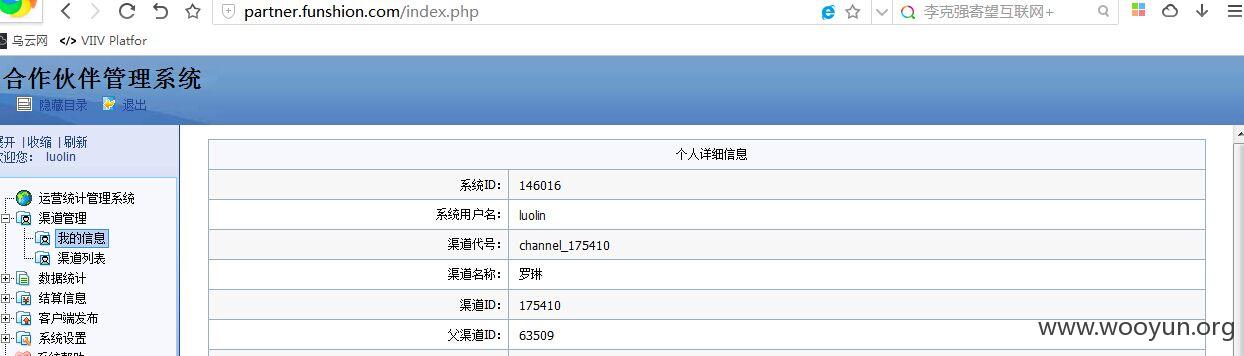 partner.funshion.com/index.php
李克强寄望互联网+
乌云网 </> VIIV Platfor
合作伙伴管理系统
隐藏目录 退出
展开 |收缩 |刷新
欢迎您: luolin
运营统计管理系统
渠道管理
我的信息
渠道列表
数据统计
结算信息
客户端发布
系统设置
系统帮助
个人详细信息
系统ID: 146016
系统用户名: luolin
渠道代号: channel_175410
渠道名称: 罗琳
渠道ID: 175410
父渠道ID: 63509
www.wooyun.org